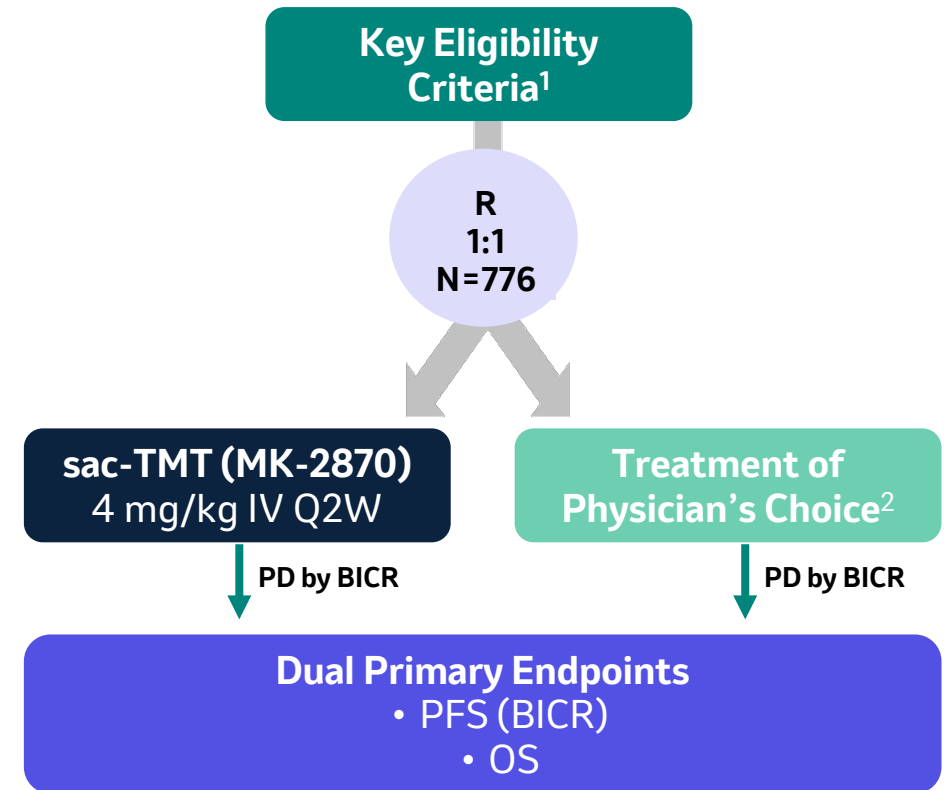 Key Eligibility
Criteria¹
R
1:1
N=776
sac-TMT (MK-2870)
4 mg/kg IV Q2W
Treatment of
Physician's Choice²
PD by BICR
PD by BICR
Dual Primary Endpoints
• PFS (BICR)
• OS